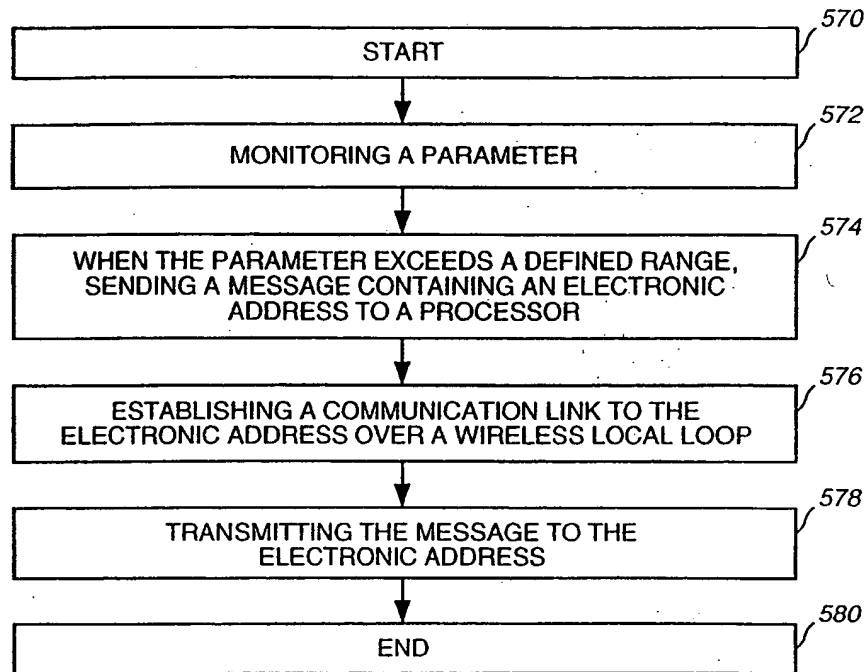 570
START
572
MONITORING A PARAMETER
574
WHEN THE PARAMETER EXCEEDS A DEFINED RANGE,
SENDING A MESSAGE CONTAINING AN ELECTRONIC
ADDRESS TO A PROCESSOR
576
ESTABLISHING A COMMUNICATION LINK TO THE
ELECTRONIC ADDRESS OVER A WIRELESS LOCAL LOOP
578
TRANSMITTING THE MESSAGE TO THE
ELECTRONIC ADDRESS
580
END